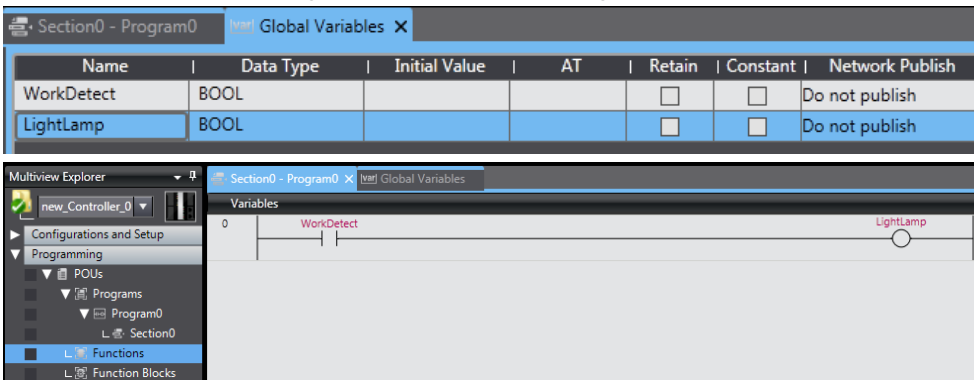 Section0 - Program0 [var] Global Variables X
Name | Data Type | Initial Value | AT | Retain | Constant | Network Publish
WorkDetect BOOL Do not publish
LightLamp BOOL Do not publish
Multiview Explorer Section0 - Program0 X [var] Global Variables
new_Controller_0 Variables
0 WorkDetect LightLamp
Configurations and Setup
Programming
POUs
Programs
Program0
Section0
Functions
Function Blocks